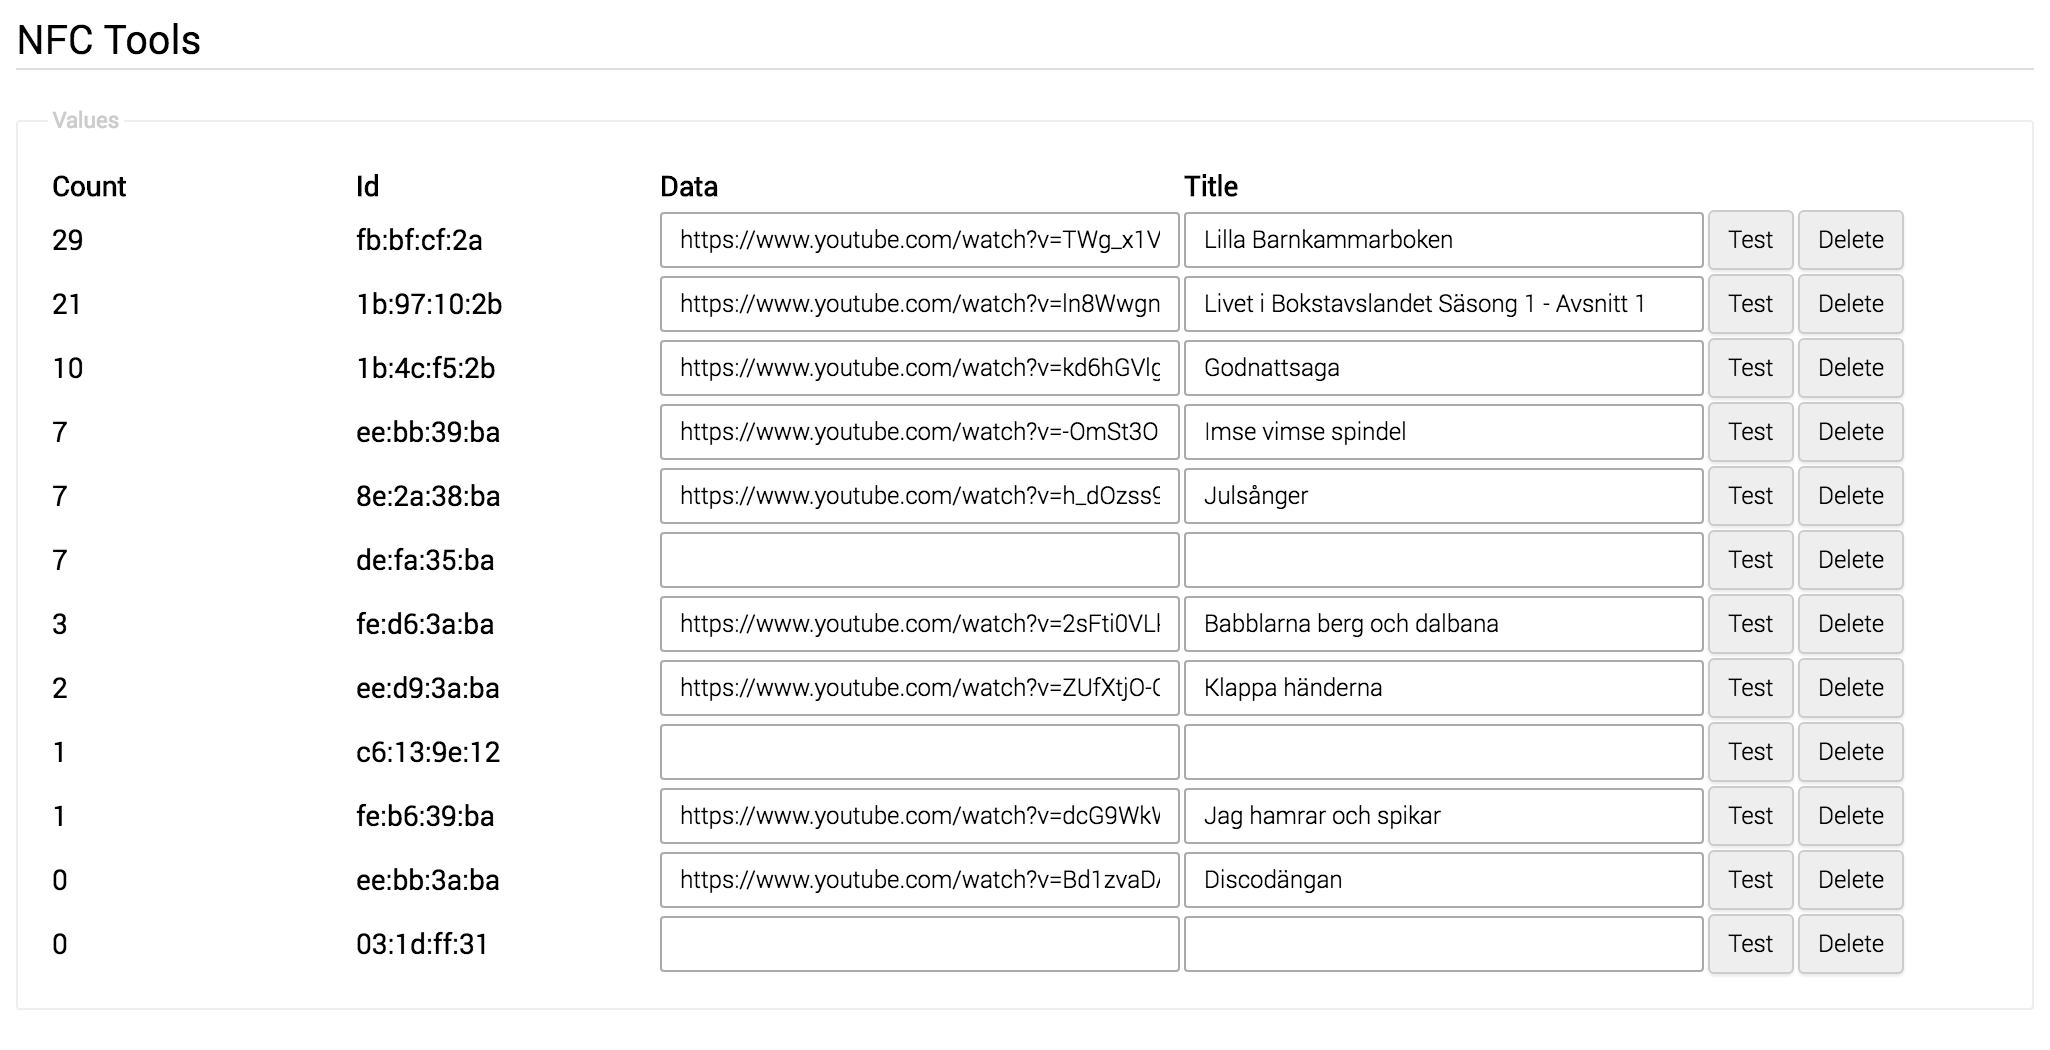 NFC Tools
Values
Count Id Data Title
29 fb:bf:cf:2a https://www.youtube.com/watch?v=TWg_x1V Lilla Barnkammarboken Test Delete
21 1b:97:10:2b https://www.youtube.com/watch?v=ln8Wwgn Livet i Bokstavslandet Säsong 1 - Avsnitt 1 Test Delete
10 1b:4c:f5:2b https://www.youtube.com/watch?v=kd6hGVlg Godnattsaga Test Delete
7 ee:bb:39:ba https://www.youtube.com/watch?v=-OmSt3O Imse vimse spindel Test Delete
7 8e:2a:38:ba https://www.youtube.com/watch?v=h_dOzss9 Julsånger Test Delete
7 de:fa:35:ba Test Delete
3 fe:d6:3a:ba https://www.youtube.com/watch?v=2sFti0VLk Babblarna berg och dalbana Test Delete
2 ee:d9:3a:ba https://www.youtube.com/watch?v=ZUfXtjO- Klappa händerna Test Delete
1 c6:13:9e:12 Test Delete
1 fe:b6:39:ba https://www.youtube.com/watch?v=dcG9Wk Jag hamrar och spikar Test Delete
0 ee:bb:3a:ba https://www.youtube.com/watch?v=Bd1zvaD Discodängan Test Delete
0 03:1d:ff:31 Test Delete